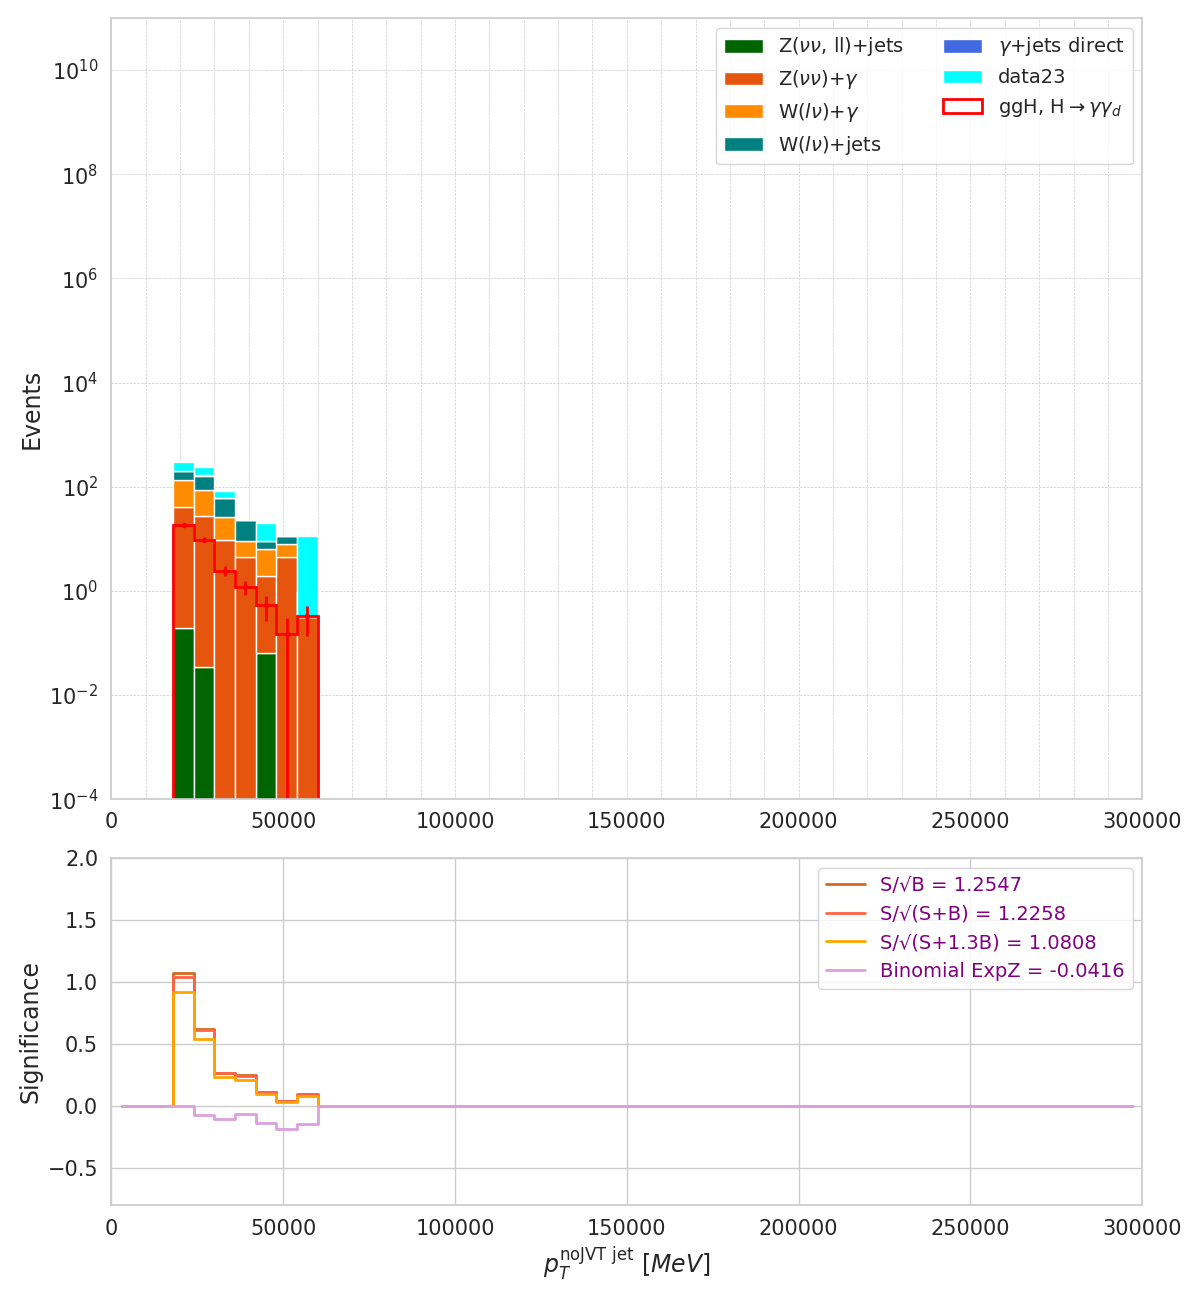 Z(νν, ll)+jets
Z(νν)+γ
W(lν)+γ
W(lν)+jets
γ+jets direct
data23
ggH, H→γγ_d
Events
10^10
10^8
10^6
10^4
10^2
10^0
10^−2
10^−4
0 50000 100000 150000 200000 250000 300000
S/√B = 1.2547
S/√(S+B) = 1.2258
S/√(S+1.3B) = 1.0808
Binomial ExpZ = -0.0416
Significance
2.0
1.5
1.0
0.5
0.0
−0.5
0 50000 100000 150000 200000 250000 300000
p_T^noJVT jet [MeV]